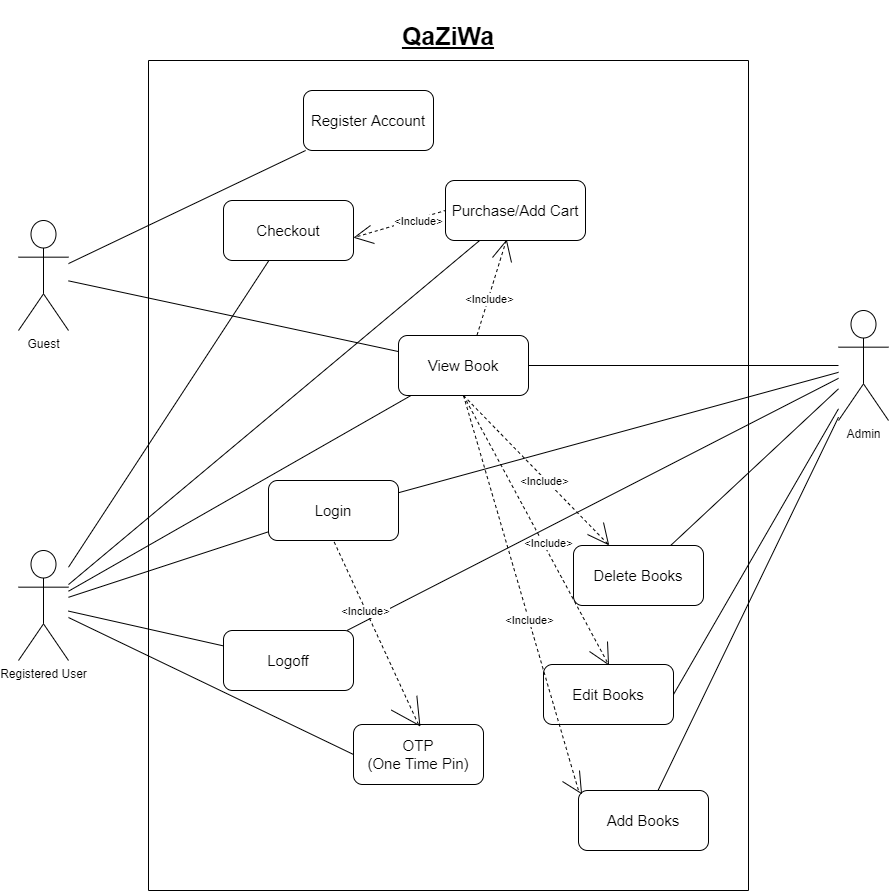 QaZiWa
Register Account
Purchase/Add Cart
<Include>
Checkout
<Include>
Guest
View Book
Admin
<Include>
Login
<Include>
Delete Books
<Include>
<Include>
Logoff
Registered User
Edit Books
OTP
(One Time Pin)
Add Books